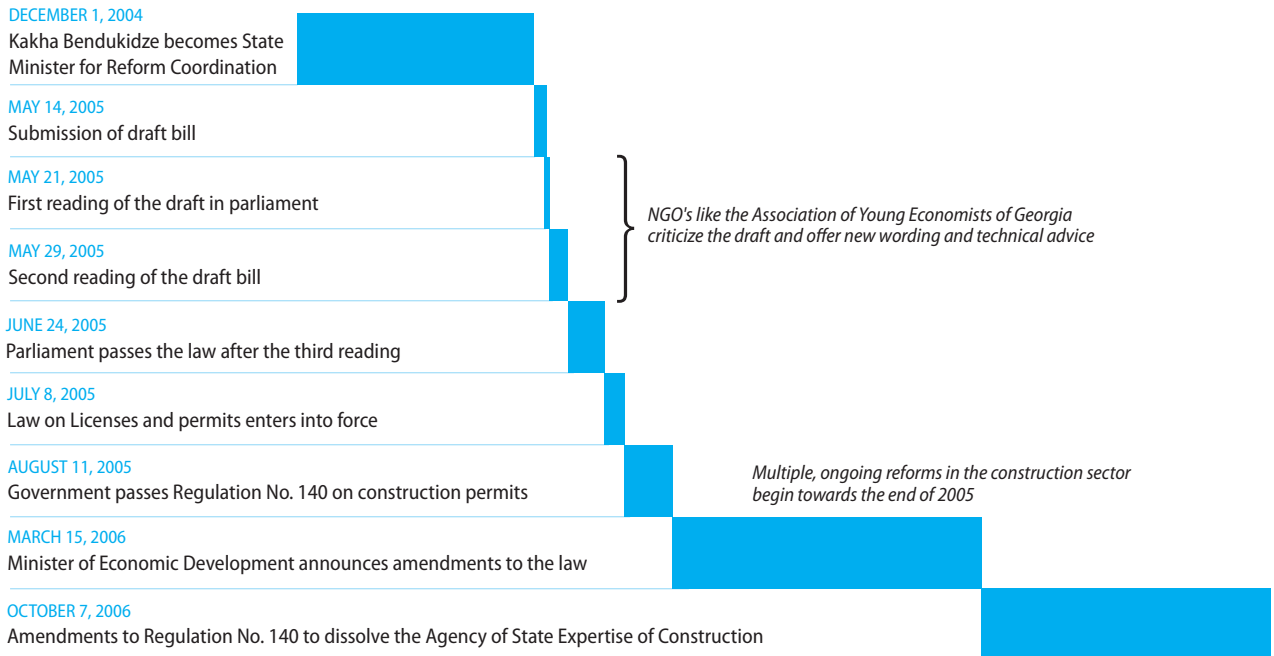 DECEMBER 1, 2004
Kakha Bendukidze becomes State
Minister for Reform Coordination
MAY 14, 2005
Submission of draft bill
MAY 21, 2005
First reading of the draft in parliament
MAY 29, 2005
Second reading of the draft bill
NGO's like the Association of Young Economists of Georgia
criticize the draft and offer new wording and technical advice
JUNE 24, 2005
Parliament passes the law after the third reading
JULY 8, 2005
Law on Licenses and permits enters into force
AUGUST 11, 2005
Government passes Regulation No. 140 on construction permits
Multiple, ongoing reforms in the construction sector
begin towards the end of 2005
MARCH 15, 2006
Minister of Economic Development announces amendments to the law
OCTOBER 7, 2006
Amendments to Regulation No. 140 to dissolve the Agency of State Expertise of Construction